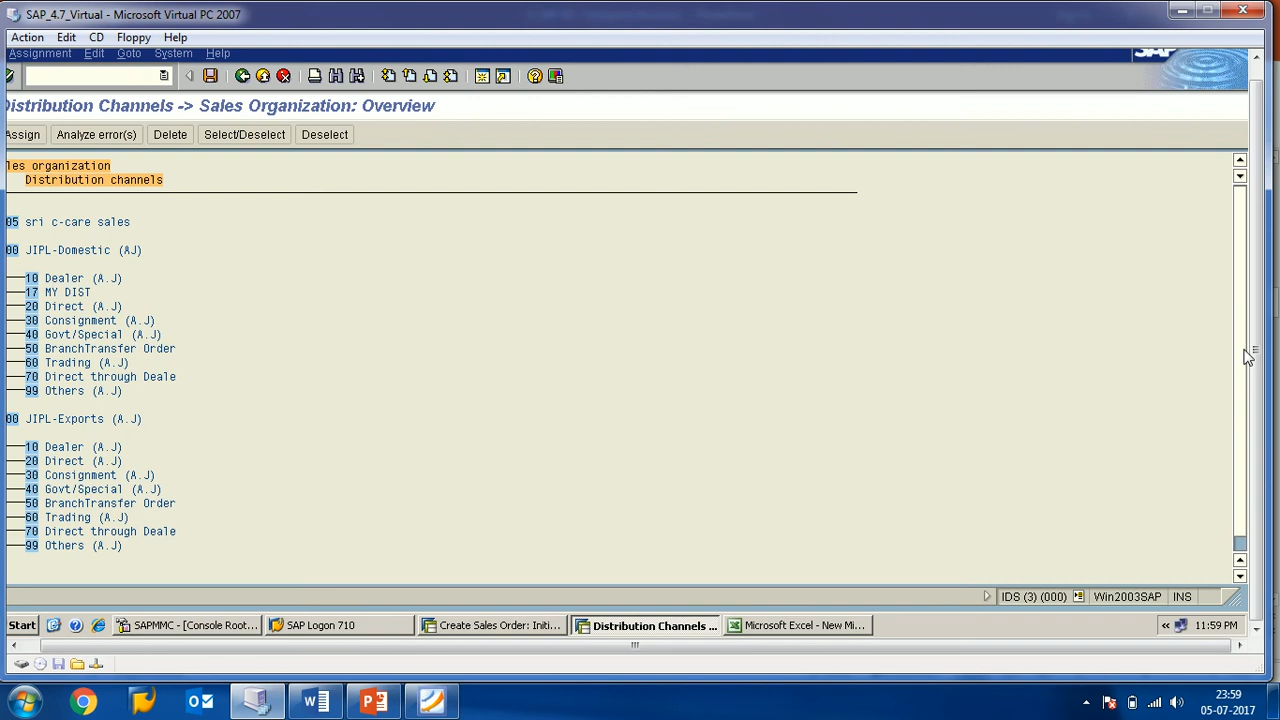 SAP_4.7_Virtual - Microsoft Virtual PC 2007
Action Edit CD Floppy Help
Assignment Edit Goto System Help
SAP
Distribution Channels -> Sales Organization: Overview
Assign Analyze error(s) Delete Select/Deselect Deselect
les organization
Distribution channels
05 sri c-care sales
00 JIPL-Domestic (AJ)
10 Dealer (A.J)
17 MY DIST
20 Direct (A.J)
30 Consignment (A.J)
40 Govt/Special (A.J)
50 BranchTransfer Order
60 Trading (A.J)
70 Direct through Deale
99 Others (A.J)
00 JIPL-Exports (A.J)
10 Dealer (A.J)
20 Direct (A.J)
30 Consignment (A.J)
40 Govt/Special (A.J)
50 BranchTransfer Order
60 Trading (A.J)
70 Direct through Deale
99 Others (A.J)
IDS (3) (000) Win2003SAP INS
Start SAPMMC - [Console Root... SAP Logon 710 Create Sales Order: Initi... Distribution Channels ... Microsoft Excel - New Mi... « 11:59 PM
23:59
05-07-2017